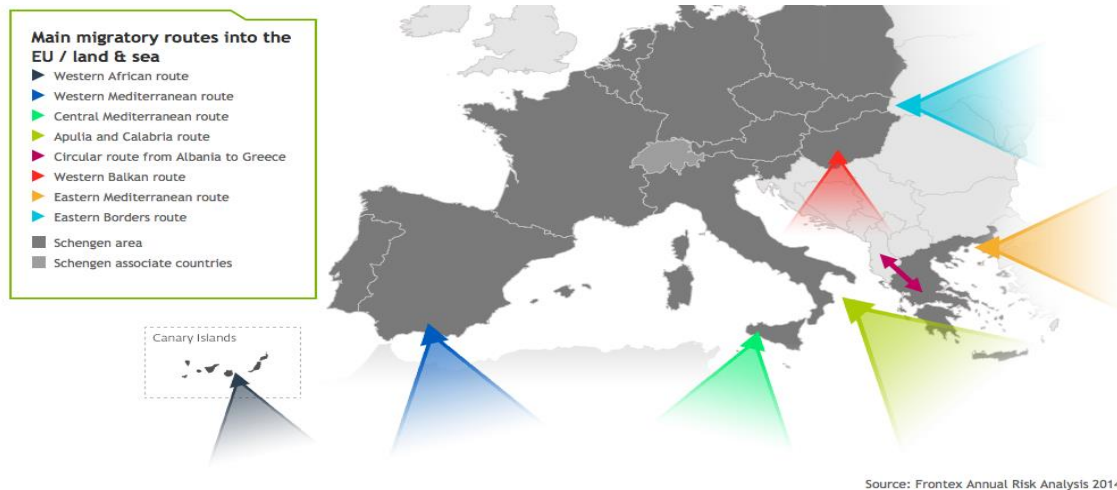 Main migratory routes into the
EU / land & sea
Western African route
Western Mediterranean route
Central Mediterranean route
Apulia and Calabria route
Circular route from Albania to Greece
Western Balkan route
Eastern Mediterranean route
Eastern Borders route
Schengen area
Schengen associate countries
Canary Islands
Source: Frontex Annual Risk Analysis 2014